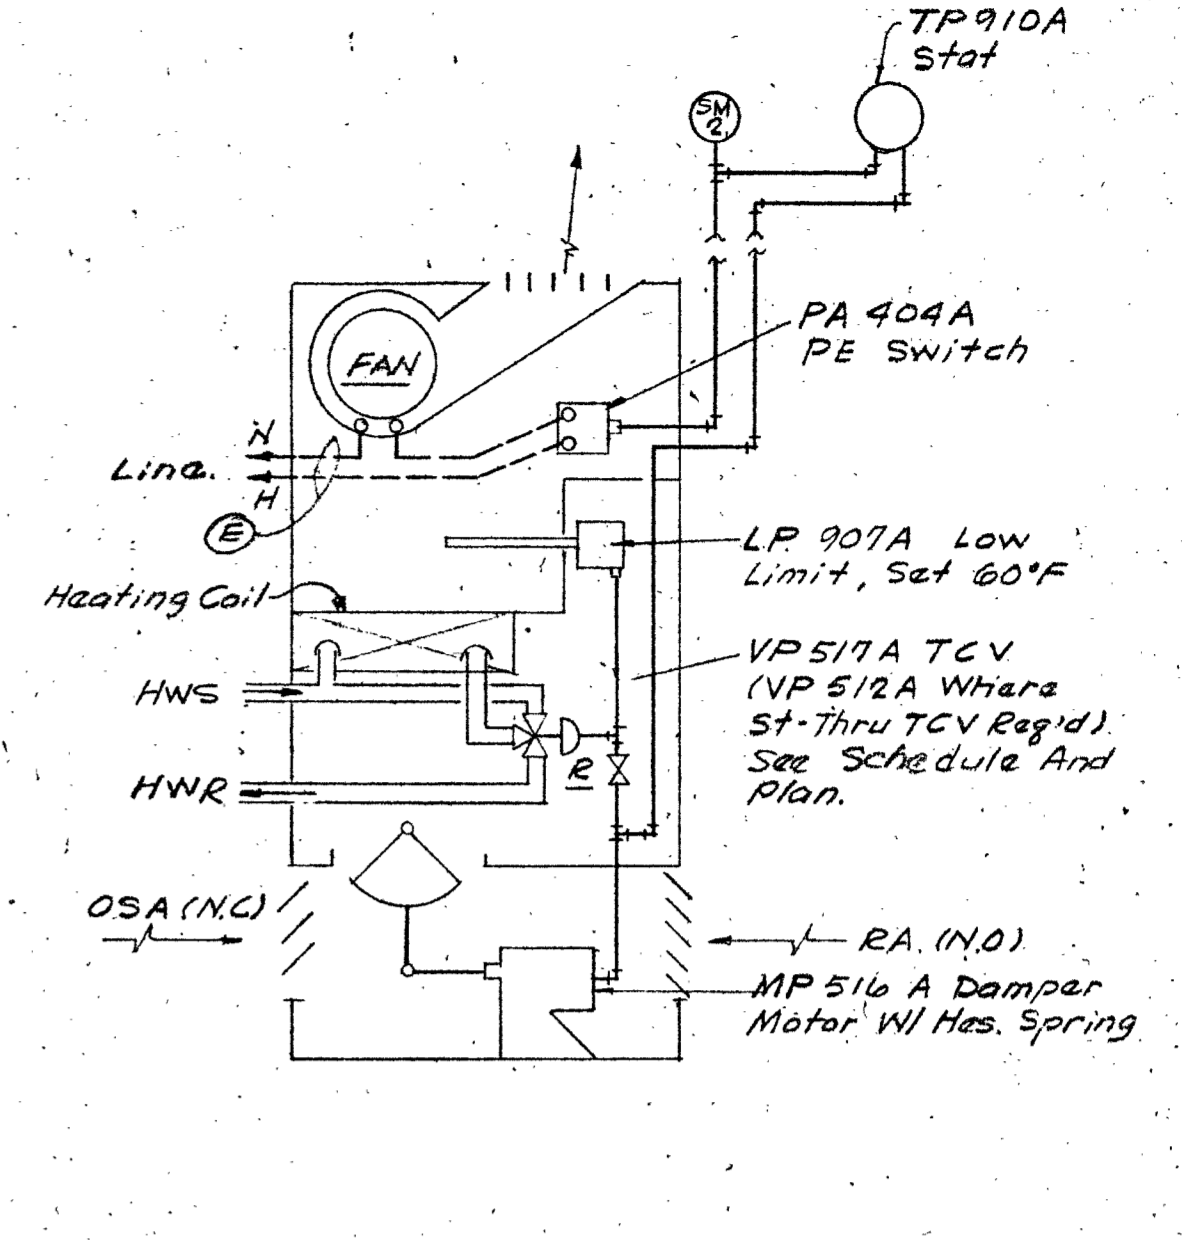 TP910A
Stat
SM
2
PA 404A
PE Switch
FAN
N
Line.
H
E
LP 907A Low
Limit, Set 60°F
Heating Coil
VP517A TCV
(VP 512A Where
St-Thru TCV Req'd).
See Schedule And
Plan.
HWS
R
HWR
OSA (N.C)
RA. (N.O)
MP 516 A Damper
Motor W/ Hes. Spring